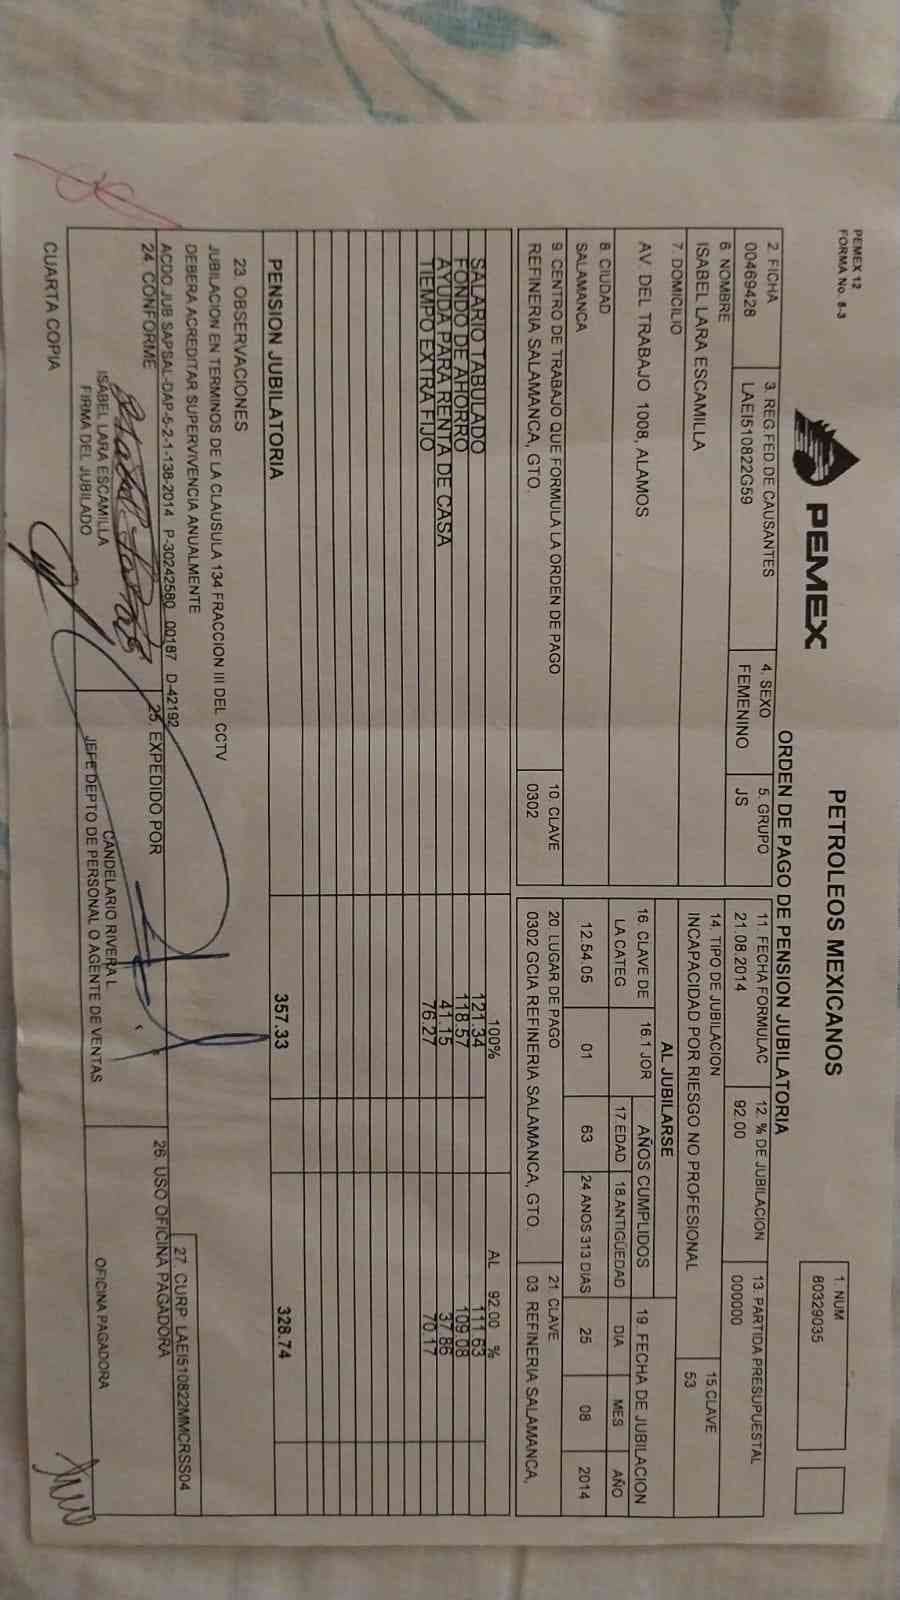 PEMEX 12
FORMA No. 8-3
PEMEX
PETROLEOS MEXICANOS
ORDEN DE PAGO DE PENSION JUBILATORIA
1. NUM
80329035
2. FICHA
00469428
3. REG.FED.DE CAUSANTES
LAEI510822G59
4. SEXO
FEMENINO
5. GRUPO
JS
6 NOMBRE
ISABEL LARA ESCAMILLA
7. DOMICILIO
AV. DEL TRABAJO 1008, ALAMOS
8 CIUDAD
SALAMANCA
9. CENTRO DE TRABAJO QUE FORMULA LA ORDEN DE PAGO
REFINERIA SALAMANCA, GTO.
10. CLAVE
0302
11. FECHA FORMULAC
21.08.2014
12. % DE JUBILACION
92.00
13. PARTIDA PRESUPUESTAL
000000
14. TIPO DE JUBILACION
INCAPACIDAD POR RIESGO NO PROFESIONAL
15.CLAVE
53
AL JUBILARSE
16. CLAVE DE
LA CATEG
12.54.05
16.1 JOR
01
AÑOS CUMPLIDOS
17.EDAD
63
18.ANTIGÜEDAD
24 ANOS 313 DIAS
19. FECHA DE JUBILACION
DIA MES AÑO
25 08 2014
20. LUGAR DE PAGO
0302 GCIA REFINERIA SALAMANCA, GTO.
21. CLAVE
03 REFINERIA SALAMANCA,
100% AL 92.00 %
SALARIO TABULADO 121.34 111.63
FONDO DE AHORRO 118.57 109.08
AYUDA PARA RENTA DE CASA 41.15 37.86
TIEMPO EXTRA FIJO 76.27 70.17
PENSION JUBILATORIA 357.33 328.74
23. OBSERVACIONES
JUBILACION EN TERMINOS DE LA CLAUSULA 134 FRACCION III DEL CCTV
DEBERA ACREDITAR SUPERVIVENCIA ANUALMENTE
ACDO JUB SAPSAL-DAP-5-2-1-138-2014 P-30242580 00187 D-42192
27. CURP LAEI510822MMCRSS04
24. CONFORME
ISABEL LARA ESCAMILLA
FIRMA DEL JUBILADO
25. EXPEDIDO POR
CANDELARIO RIVERA L
JEFE DEPTO DE PERSONAL O AGENTE DE VENTAS
26. USO OFICINA PAGADORA
OFICINA PAGADORA
CUARTA COPIA